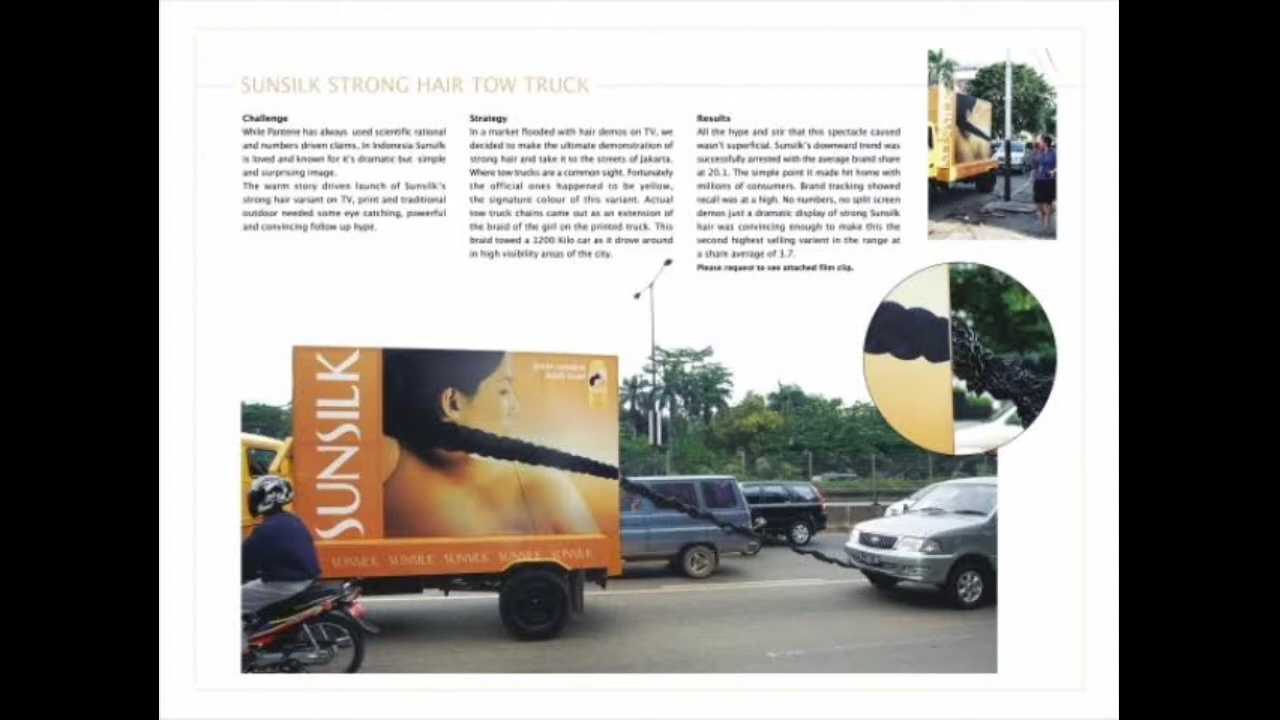 SUNSILK STRONG HAIR TOW TRUCK
Challenge
While Pantene has always used scientific rational
and numbers driven claims, in Indonesia Sunsilk
is loved and known for it's dramatic but simple
and surprising image.
The warm story driven launch of Sunsilk's
strong hair variant on TV, print and traditional
outdoor needed some eye catching, powerful
and convincing follow up hype.
Strategy
In a market flooded with hair demos on TV, we
decided to make the ultimate demonstration of
strong hair and take it to the streets of Jakarta.
Where tow trucks are a common sight. Fortunately
the official ones happened to be yellow,
the signature colour of this variant. Actual
tow truck chains came out as an extension of
the braid of the girl on the printed truck. This
braid towed a 1200 Kilo car as it drove around
in high visibility areas of the city.
Results
All the hype and stir that this spectacle caused
wasn't superficial. Sunsilk's downward trend was
successfully arrested with the average brand share
at 20.1. The simple point it made hit home with
millions of consumers. Brand tracking showed
recall was at a high. No numbers, no split screen
demos just a dramatic display of strong Sunsilk
hair was convincing enough to make this the
second highest selling varient in the range at
a share average of 3.7.
Please request to see attached film clip.
SUNSILK
SUNSILK SUNSILK SUNSILK SUNSILK SUNSILK